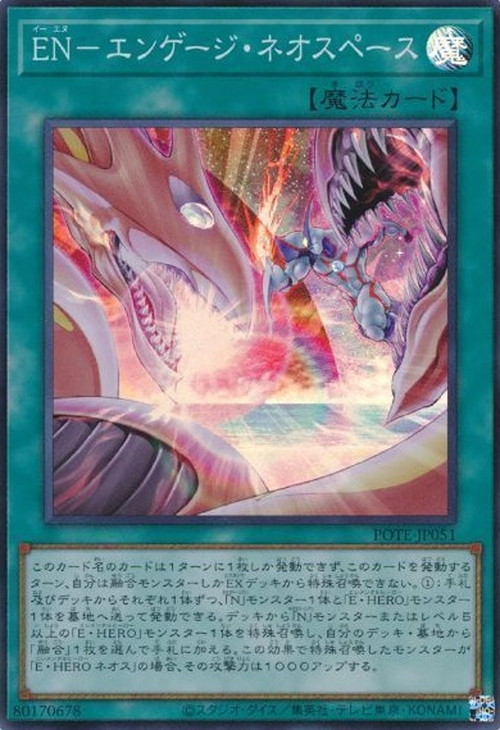 イー エヌ
EN－エンゲージ・ネオスペース 魔
【魔法カード】
POTE-JP051
このカード名のカードは1ターンに1枚しか発動できず、このカードを発動する
ターン、自分は融合モンスターしかEXデッキから特殊召喚できない。①：手札
及びデッキからそれぞれ1体ずつ、「N」モンスター1体と「E・HERO」モンスター
1体を墓地へ送って発動できる。デッキから「N」モンスターまたはレベル5
以上の「E・HERO」モンスター1体を特殊召喚し、自分のデッキ・墓地から
「融合」1枚を選んで手札に加える。この効果で特殊召喚したモンスターが
「E・HERO ネオス」の場合、その攻撃力は1000アップする。
80170678 ©スタジオ・ダイス／集英社・テレビ東京・KONAMI